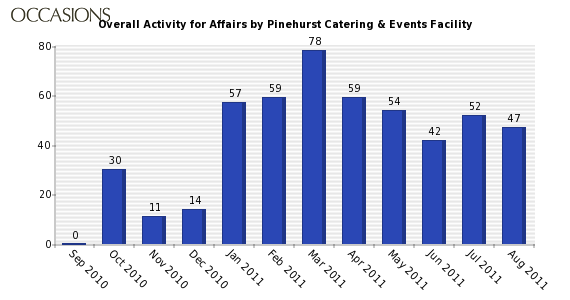 OCCASIONS
Overall Activity for Affairs by Pinehurst Catering & Events Facility
80
60
40
20
0
0
30
11
14
57
59
78
59
54
42
52
47
Sep 2010
Oct 2010
Nov 2010
Dec 2010
Jan 2011
Feb 2011
Mar 2011
Apr 2011
May 2011
Jun 2011
Jul 2011
Aug 2011